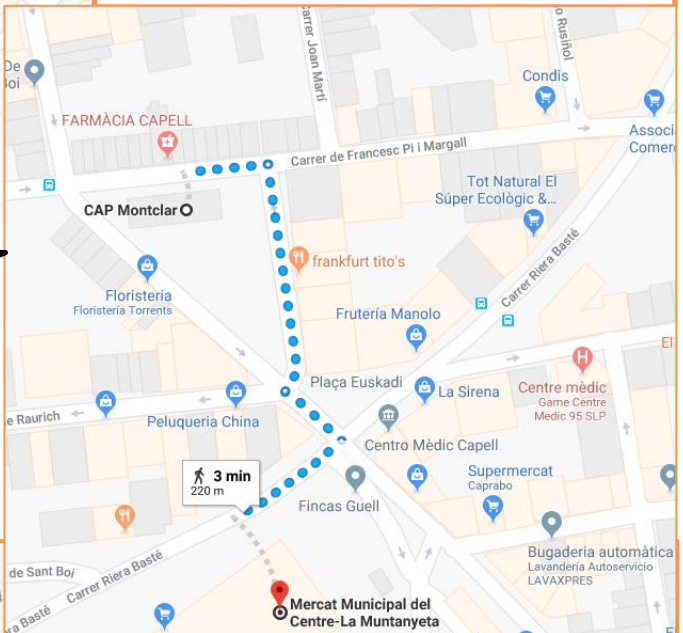 De
Boi
Carrer Joan Martí
o Rusiñol
Condis
FARMÀCIA CAPELL
Associ
Comer
Carrer de Francesc Pi i Margall
Tot Natural El
Súper Ecològic &...
CAP Montclar
frankfurt tito's
Carrer Riera Basté
Floristeria
Floristería Torrents
Frutería Manolo
El
Plaça Euskadi
La Sirena
Centre mèdic
Game Centre
Medic 95 SLP
e Raurich
Peluqueria China
Centro Mèdic Capell
3 min
220 m
Supermercat
Caprabo
Fincas Guell
Bugaderia automàtica
Lavandería Autoservicio
LAVAXPRES
de Sant Boi
Carrer Riera Basté
ra Basté
Mercat Municipal del
Centre-La Muntanyeta